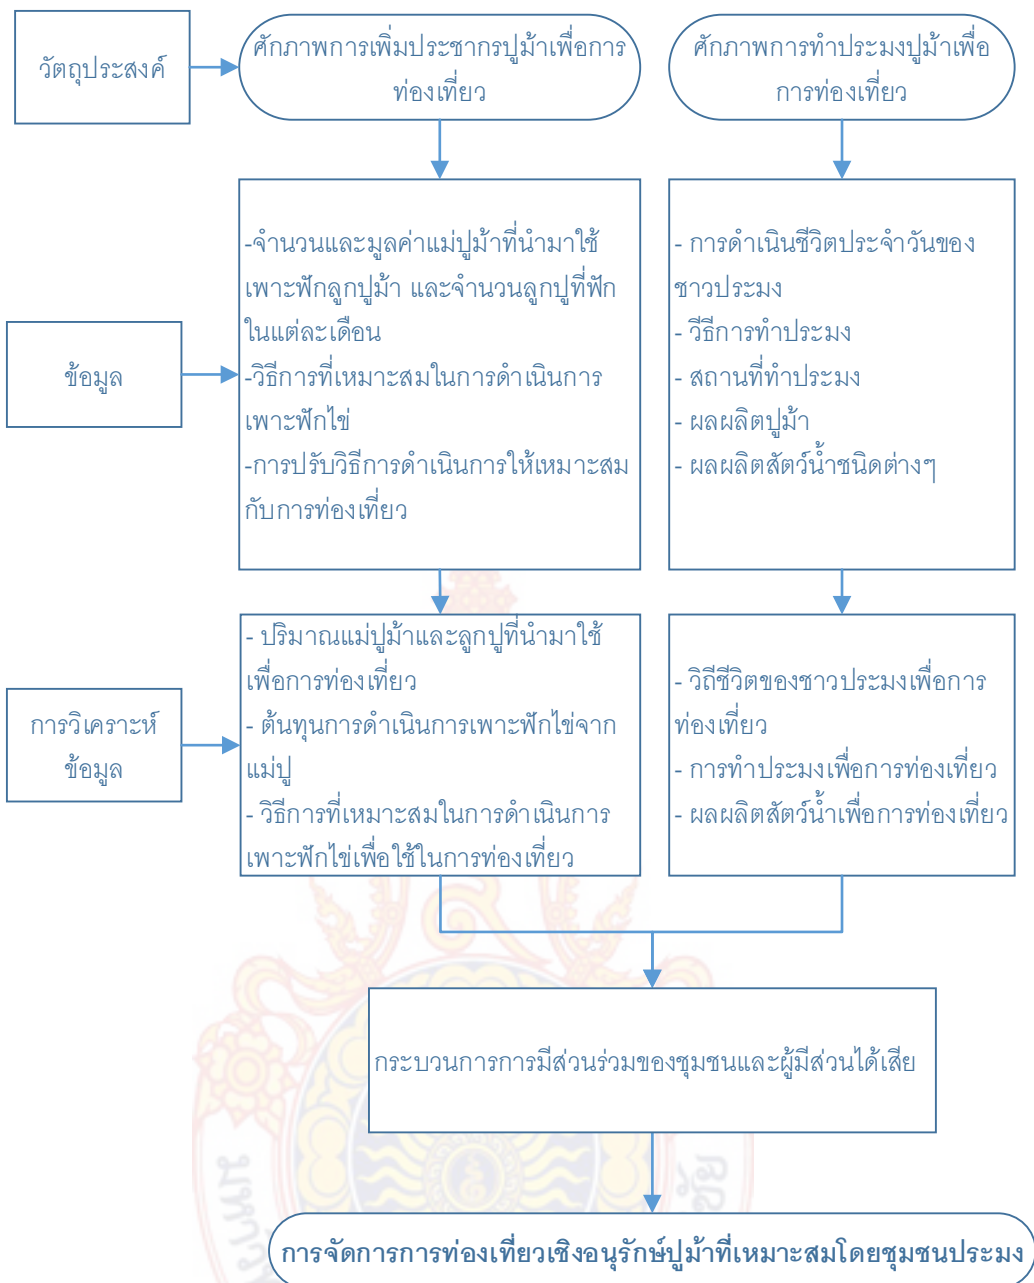 วัตถุประสงค์
ศักภาพการเพิ่มประชากรปูม้าเพื่อการ
ท่องเที่ยว
ศักภาพการทำประมงปูม้าเพื่อ
การท่องเที่ยว
ข้อมูล
-จำนวนและมูลค่าแม่ปูม้าที่นำมาใช้
เพาะฟักลูกปูม้า และจำนวนลูกปูที่ฟัก
ในแต่ละเดือน
-วิธีการที่เหมาะสมในการดำเนินการ
เพาะฟักไข่
-การปรับวิธีการดำเนินการให้เหมาะสม
กับการท่องเที่ยว
- การดำเนินชีวิตประจำวันของ
ชาวประมง
- วีธีการทำประมง
- สถานที่ทำประมง
- ผลผลิตปูม้า
- ผลผลิตสัตว์น้ำชนิดต่างๆ
การวิเคราะห์
ข้อมูล
- ปริมาณแม่ปูม้าและลูกปูที่นำมาใช้
เพื่อการท่องเที่ยว
- ต้นทุนการดำเนินการเพาะฟักไข่จาก
แม่ปู
- วิธีการที่เหมาะสมในการดำเนินการ
เพาะฟักไข่เพื่อใช้ในการท่องเที่ยว
- วิถีชีวิตของชาวประมงเพื่อการ
ท่องเที่ยว
- การทำประมงเพื่อการท่องเที่ยว
- ผลผลิตสัตว์น้ำเพื่อการท่องเที่ยว
กระบวนการการมีส่วนร่วมของชุมชนและผู้มีส่วนได้เสีย
การจัดการการท่องเที่ยวเชิงอนุรักษ์ปูม้าที่เหมาะสมโดยชุมชนประมง